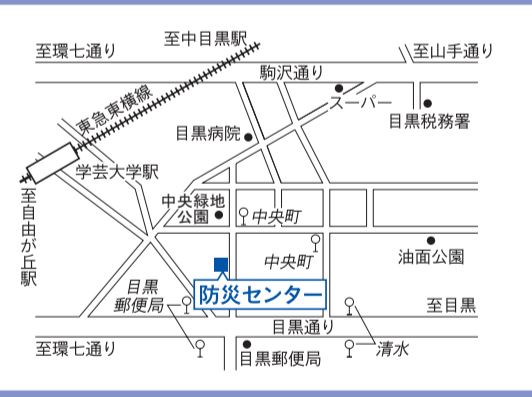 至環七通り
至中目黒駅
至山手通り
駒沢通り
スーパー
目黒税務署
東急東横線
目黒病院
学芸大学駅
至自由が丘駅
中央緑地
公園
中央町
中央町
油面公園
防災センター
目黒
郵便局
至目黒
目黒通り
至環七通り
目黒郵便局
清水